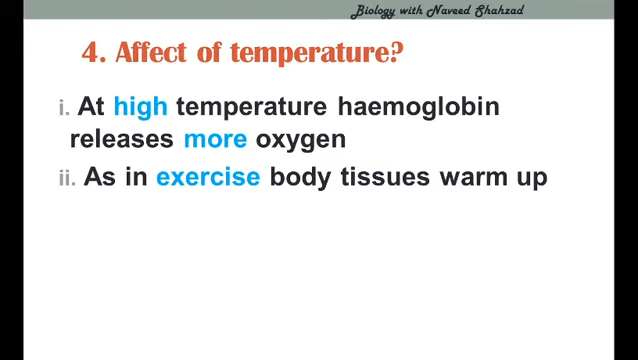 Biology with Naveed Shahzad
4. Affect of temperature?
i. At high temperature haemoglobin
releases more oxygen
ii. As in exercise body tissues warm up